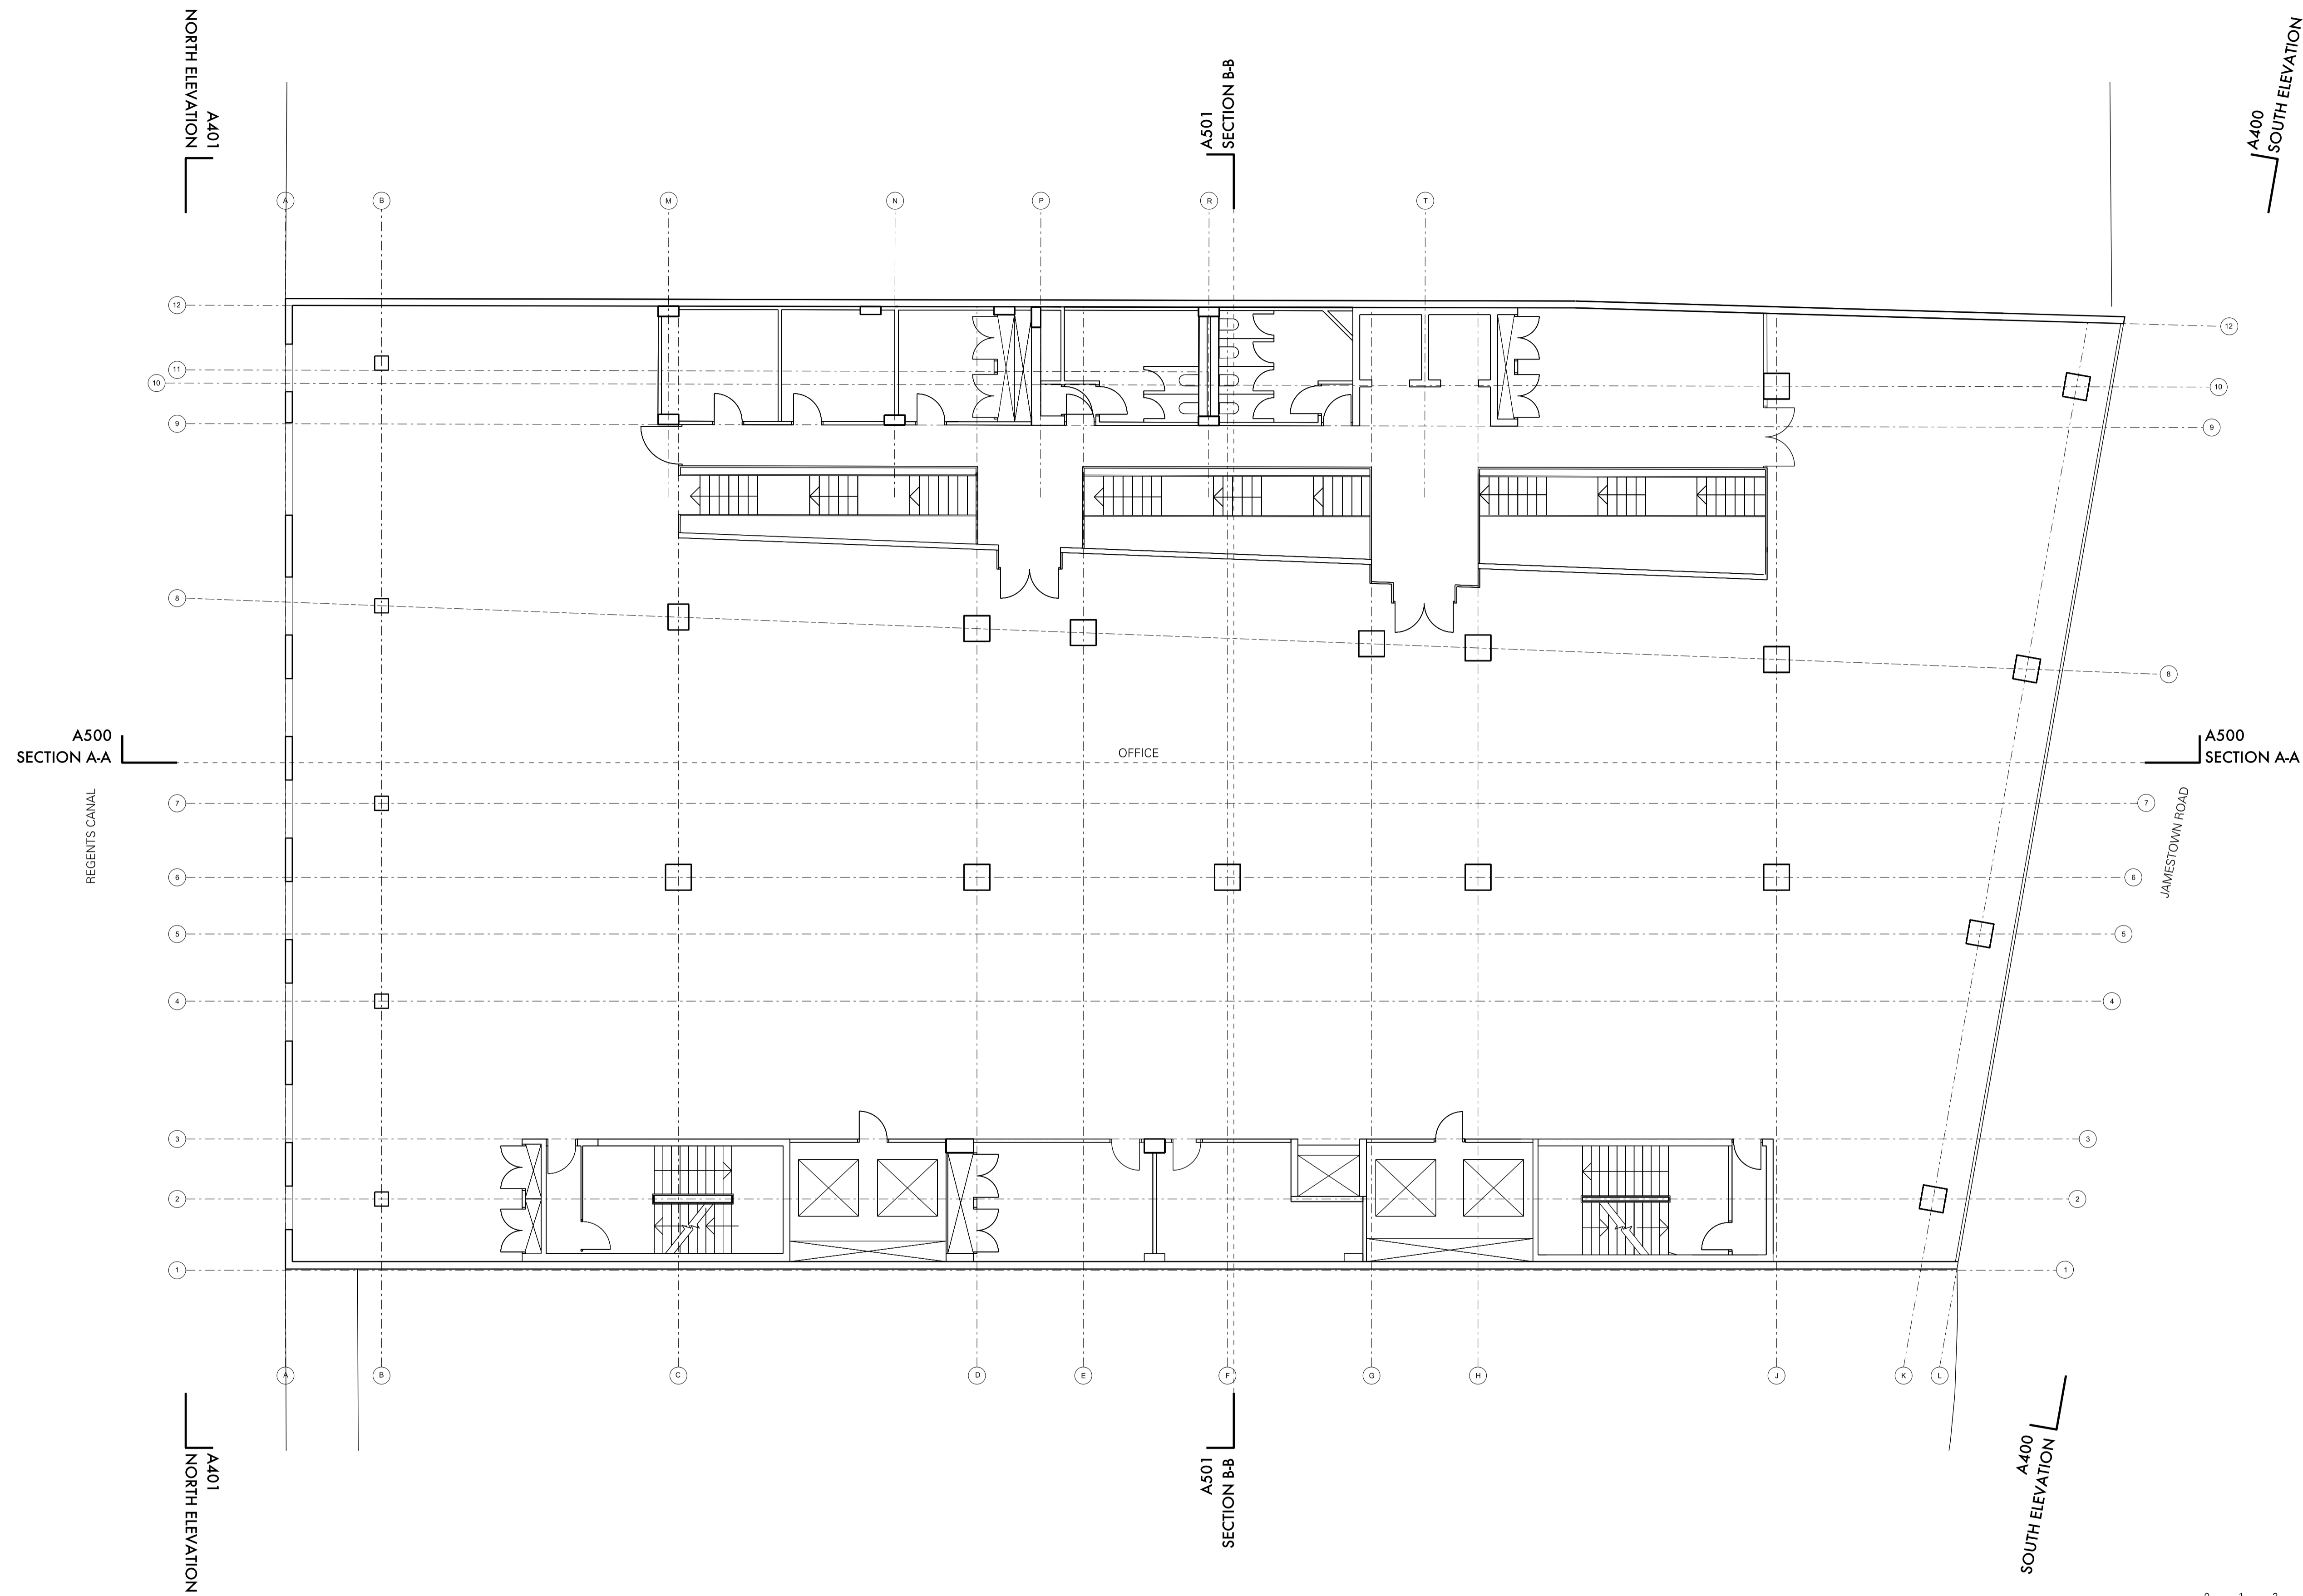 NORTH ELEVATION
A401
A501
SECTION B-B
A400
SOUTH ELEVATION
A
B
M
N
P
R
T
12
12
11
10
10
9
9
8
8
A500
SECTION A-A
OFFICE
A500
SECTION A-A
REGENTS CANAL
JAMESTOWN ROAD
7
7
6
6
5
5
4
4
3
3
2
2
1
1
A
B
C
D
E
F
G
H
J
K
L
A401
NORTH ELEVATION
A501
SECTION B-B
A400
SOUTH ELEVATION